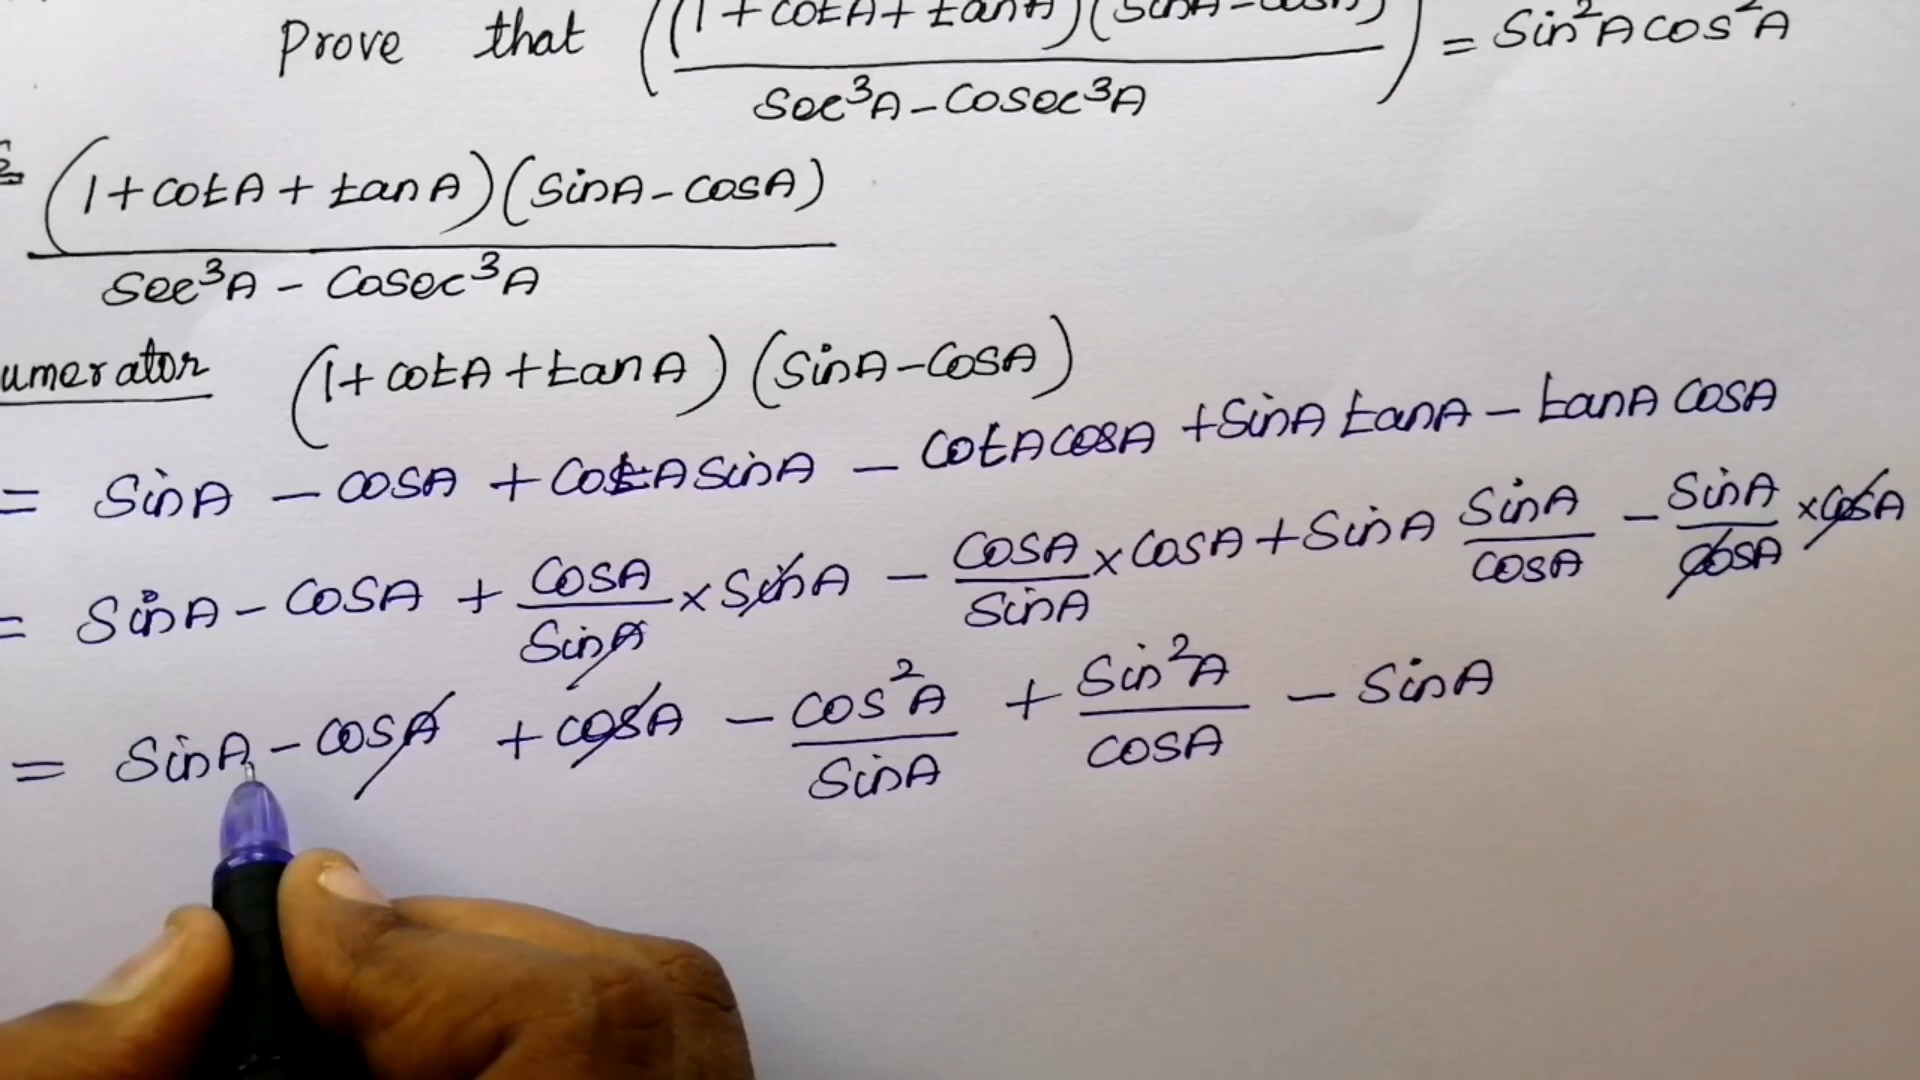 Prove that ((1+cotA+tanA)(SinA-cosA) / Sec³A-Cosec³A) = Sin²A cos²A
(1+cotA+tanA)(SinA-cosA)
Sec³A - Cosec³A
umerator (1+cotA+tanA) (SinA-CosA)
= SinA - cosA + CotASinA - CotAcosA + SinA tanA - tanA cosA
= SinA - cosA + CosA/SinA × SinA - CosA/SinA × CosA + SinA SinA/cosA - SinA/cosA × cosA
= SinA - cosA + cosA - cos²A/SinA + Sin²A/cosA - SinA